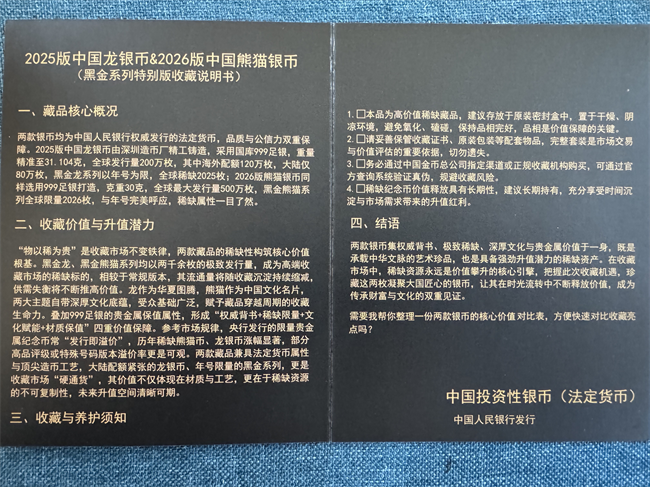 2025版中国龙银币&2026版中国熊猫银币
（黑金系列特别版收藏说明书）
一、藏品核心概况
两款银币均为中国人民银行权威发行的法定货币，品质与公信力双重保
障。2025版中国龙银币由深圳造币厂精工铸造，采用国库999足银，重量
精准至31.104克，全球发行量200万枚，其中海外配额120万枚，大陆仅
80万枚，黑金龙系列以年号为限，全球稀缺2025枚；2026版熊猫银币同
样选用999足银打造，克重30克，全球最大发行量500万枚，黑金熊猫系
列全球限量2026枚，与年号完美呼应，稀缺属性一目了然。
二、收藏价值与升值潜力
“物以稀为贵”是收藏市场不变铁律，两款藏品的稀缺性构筑核心价值
根基。黑金龙、黑金熊猫系列均以两千余枚的极致发行量，成为高端收
藏市场的稀缺标的，相较于常规版本，其流通量将随收藏沉淀持续缩减，
供需失衡将不断推高价值。龙作为华夏图腾，熊猫作为中国文化名片，
两大主题自带深厚文化底蕴，受众基础广泛，赋予藏品穿越周期的收藏
生命力。叠加999足银的贵金属保值属性，形成“权威背书+稀缺限量+文
化赋能+材质保值”四重价值保障。参考市场规律，央行发行的限量贵金
属纪念币常“发行即溢价”，历年稀缺熊猫币、龙银币涨幅显著，部分
高品评级或特殊号码版本溢价率更是可观。两款藏品兼具法定货币属性
与顶尖造币工艺，大陆配额紧张的龙银币、年号限量的黑金系列，更是
收藏市场“硬通货”，其价值不仅体现在材质与工艺，更在于稀缺资源
的不可复制性，未来升值空间清晰可期。
三、收藏与养护须知
1.□本品为高价值稀缺藏品，建议存放于原装密封盒中，置于干燥、阴
凉环境，避免氧化、磕碰，保持品相完好，品相是价值保障的关键。
2.□请妥善保管收藏证书、原装包装等配套物品，完整套装是市场交易
与价值评估的重要依据，切勿遗失。
3.□务必通过中国金币总公司指定渠道或正规收藏机构购买，可通过官
方查询系统验证真伪，规避收藏风险。
4.□稀缺纪念币价值释放具有长期性，建议长期持有，充分享受时间沉
淀与市场需求带来的升值红利。
四、结语
两款银币集权威背书、极致稀缺、深厚文化与贵金属价值于一身，既是
承载中华文脉的艺术珍品，也是具备强劲升值潜力的稀缺资产。在收藏
市场中，稀缺资源永远是价值攀升的核心引擎，把握此次收藏机遇，珍
藏这两枚凝聚大国匠心的银币，让其在时光流转中不断释放价值，成为
传承财富与文化的双重见证。
需要我帮你整理一份两款银币的核心价值对比表，方便快速对比收藏亮
点吗？
中国投资性银币（法定货币）
中国人民银行发行